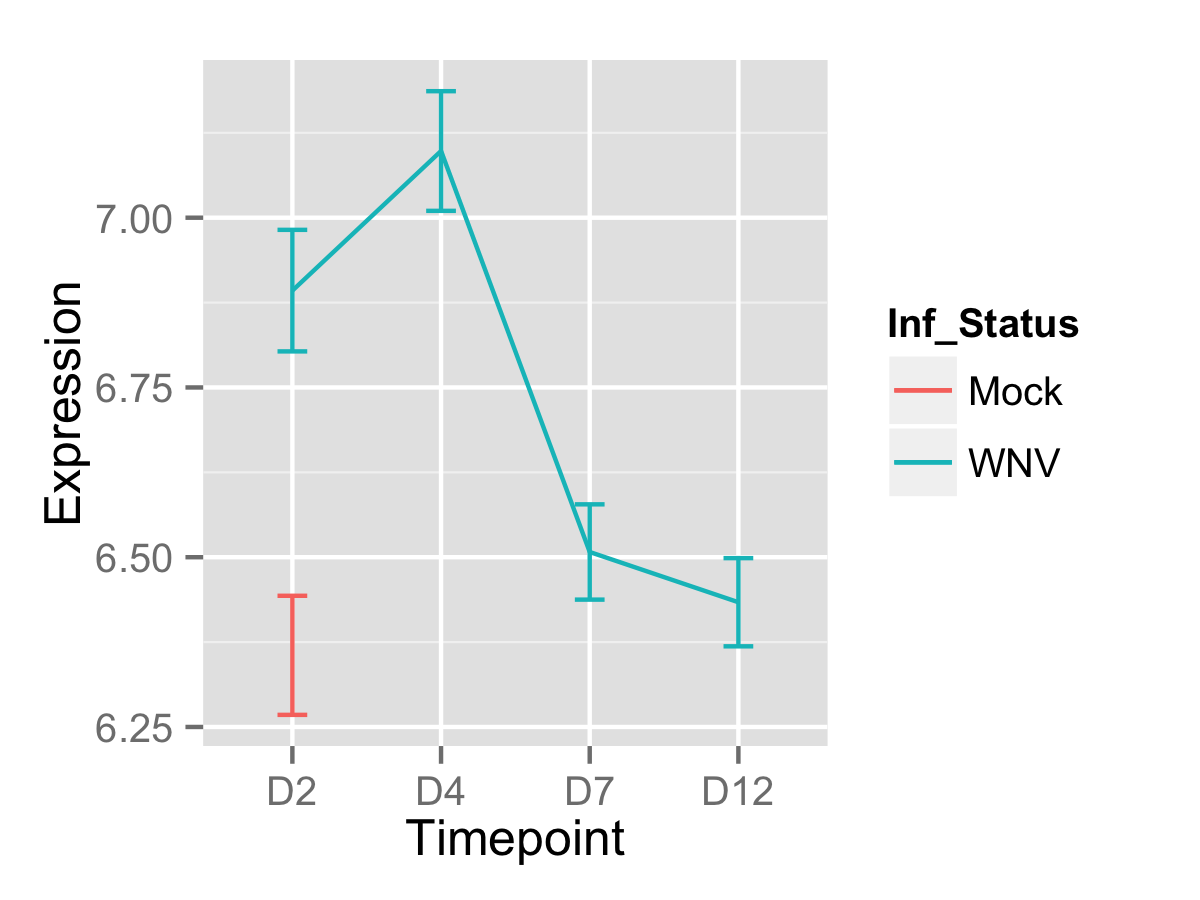 Expression
7.00
6.75
6.50
6.25
D2 D4 D7 D12
Timepoint
Inf_Status
Mock
WNV